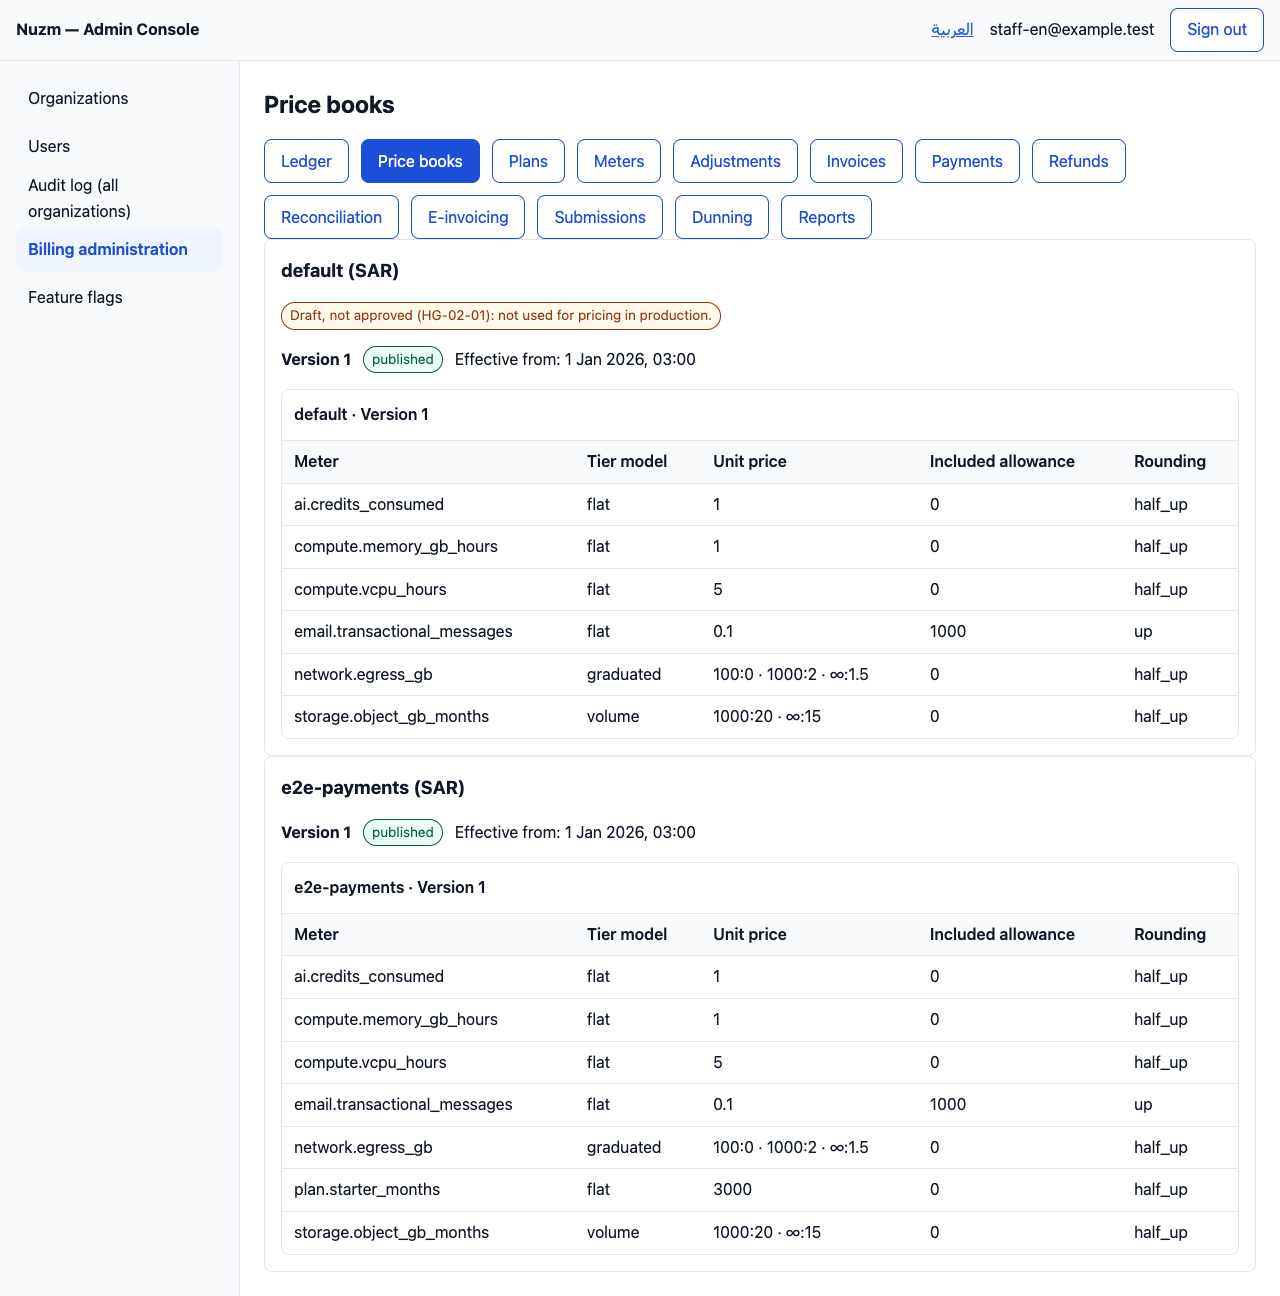 Nuzm — Admin Console
العربية
staff-en@example.test
Sign out
Organizations
Users
Audit log (all
organizations)
Billing administration
Feature flags
Price books
Ledger
Price books
Plans
Meters
Adjustments
Invoices
Payments
Refunds
Reconciliation
E-invoicing
Submissions
Dunning
Reports
default (SAR)
Draft, not approved (HG-02-01): not used for pricing in production.
Version 1 published Effective from: 1 Jan 2026, 03:00
default · Version 1
Meter Tier model Unit price Included allowance Rounding
ai.credits_consumed flat 1 0 half_up
compute.memory_gb_hours flat 1 0 half_up
compute.vcpu_hours flat 5 0 half_up
email.transactional_messages flat 0.1 1000 up
network.egress_gb graduated 100:0 · 1000:2 · ∞:1.5 0 half_up
storage.object_gb_months volume 1000:20 · ∞:15 0 half_up
e2e-payments (SAR)
Version 1 published Effective from: 1 Jan 2026, 03:00
e2e-payments · Version 1
Meter Tier model Unit price Included allowance Rounding
ai.credits_consumed flat 1 0 half_up
compute.memory_gb_hours flat 1 0 half_up
compute.vcpu_hours flat 5 0 half_up
email.transactional_messages flat 0.1 1000 up
network.egress_gb graduated 100:0 · 1000:2 · ∞:1.5 0 half_up
plan.starter_months flat 3000 0 half_up
storage.object_gb_months volume 1000:20 · ∞:15 0 half_up